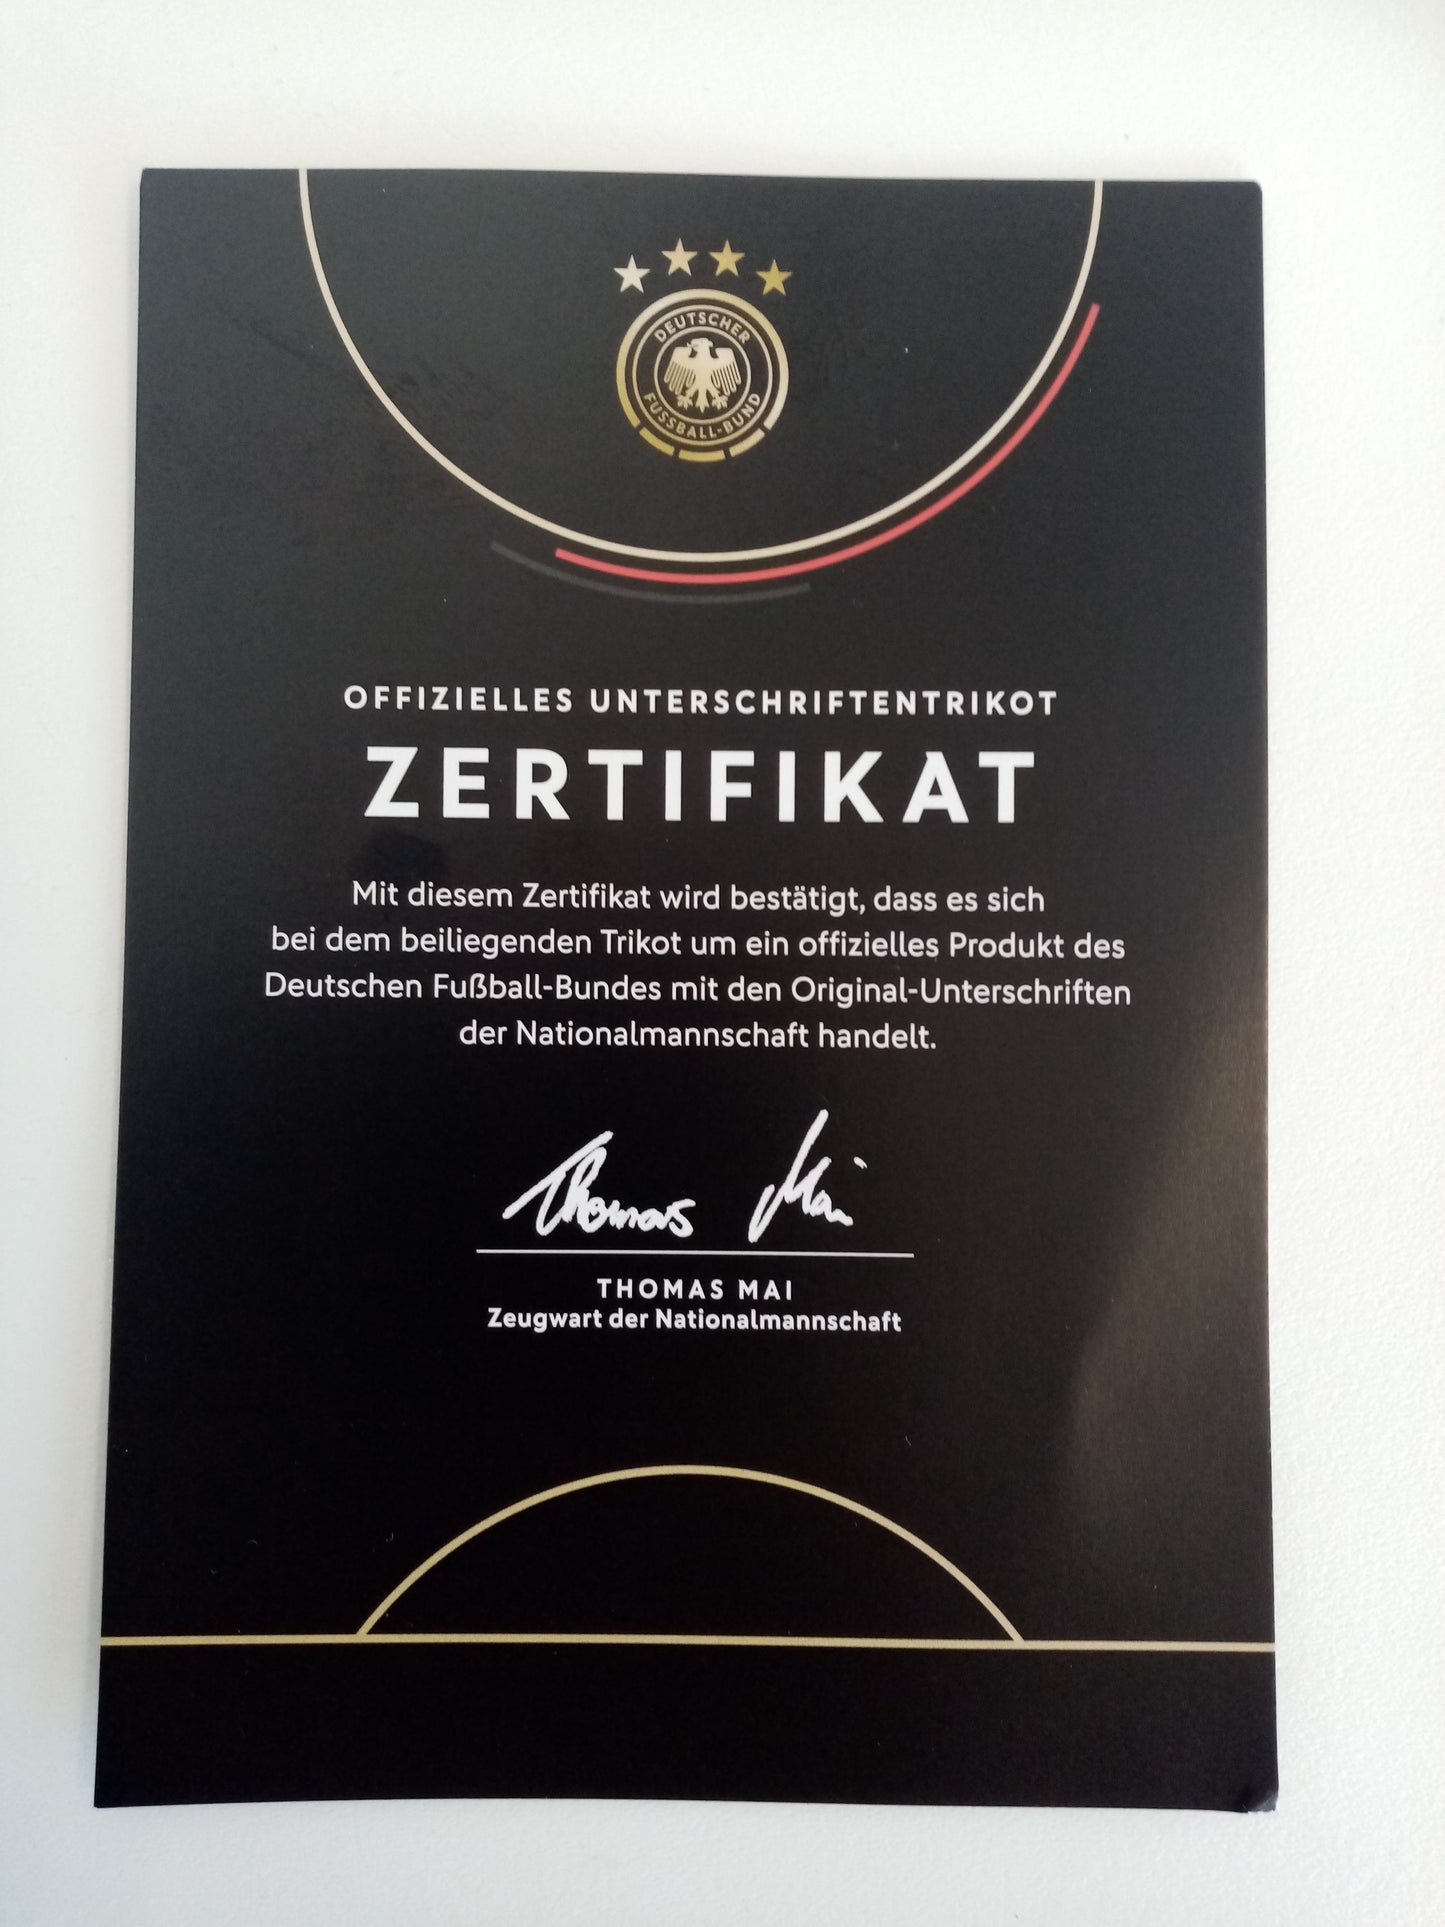 DEUTSCHER
FUSSBALL-BUND
OFFIZIELLES UNTERSCHRIFTENTRIKOT
ZERTIFIKAT
Mit diesem Zertifikat wird bestätigt, dass es sich
bei dem beiliegenden Trikot um ein offizielles Produkt des
Deutschen Fußball-Bundes mit den Original-Unterschriften
der Nationalmannschaft handelt.
Thomas Mai
THOMAS MAI
Zeugwart der Nationalmannschaft